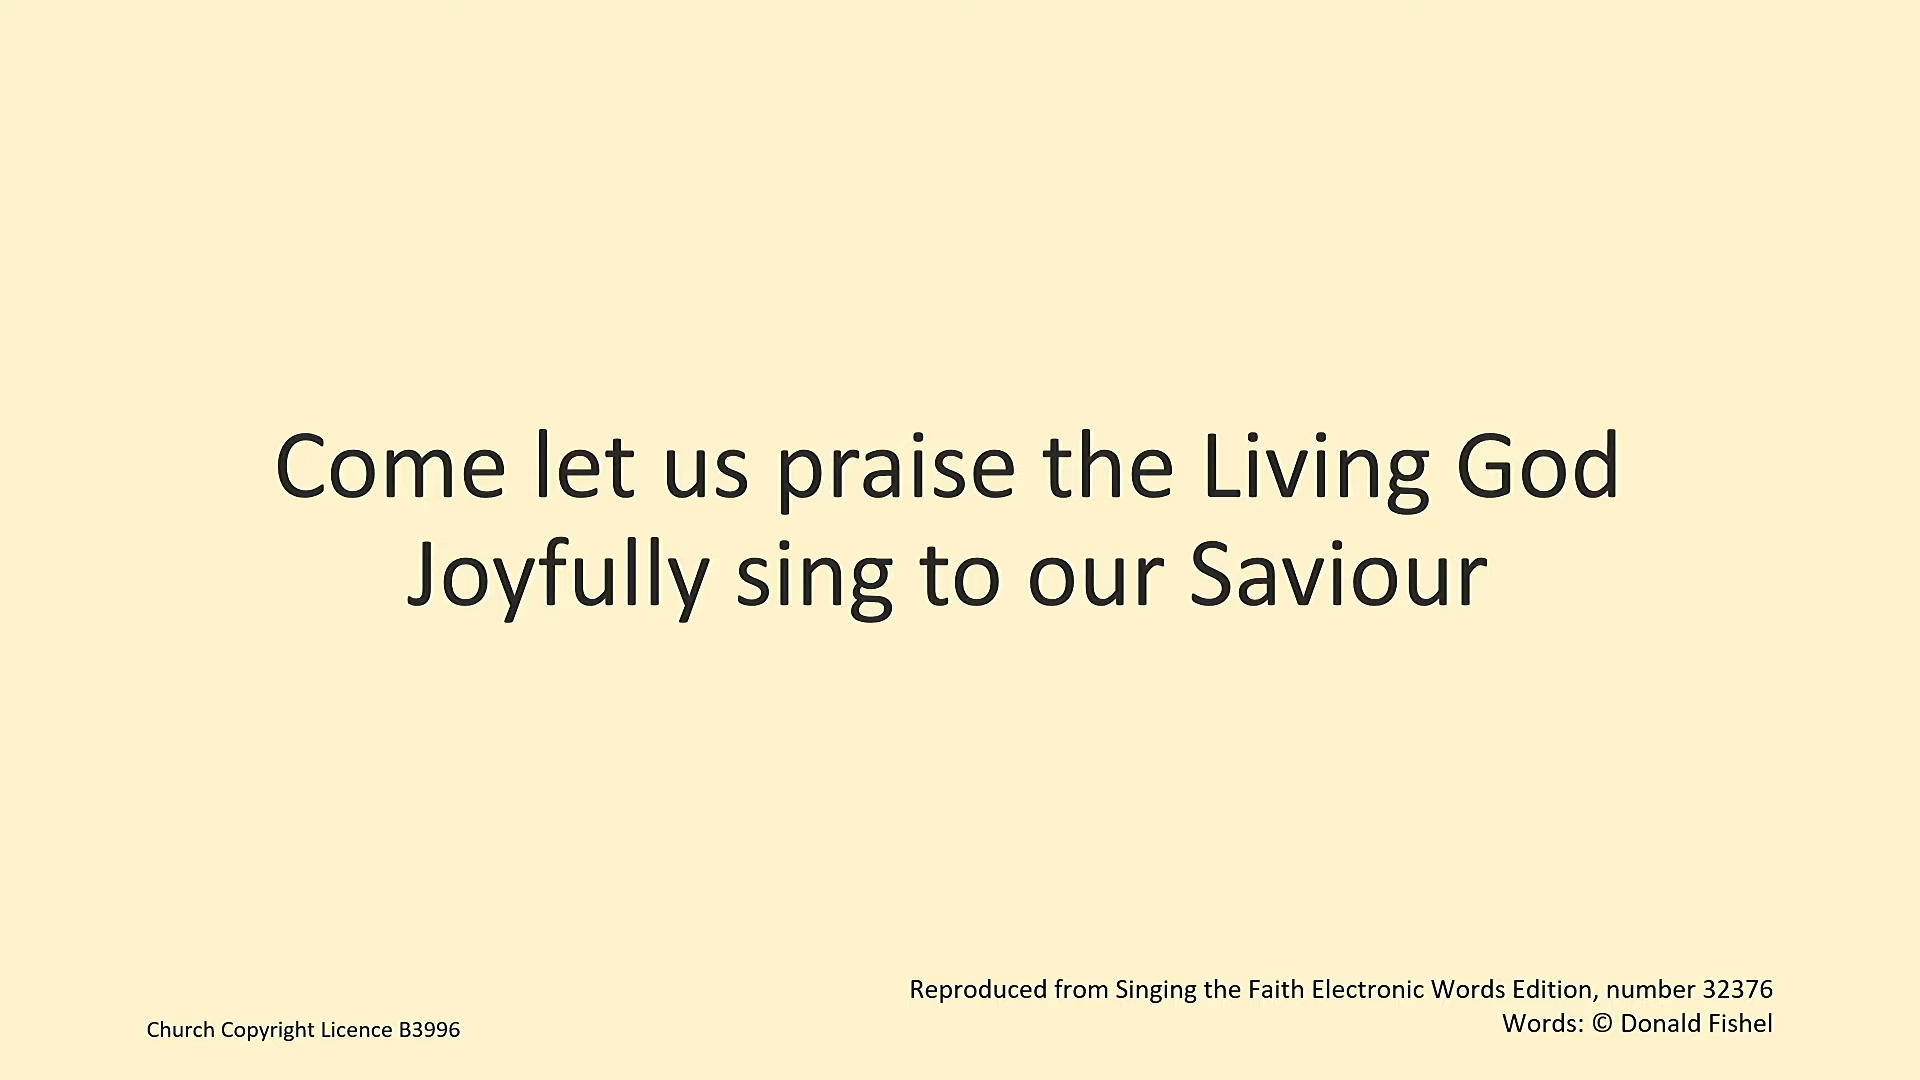 Come let us praise the Living God
Joyfully sing to our Saviour
Reproduced from Singing the Faith Electronic Words Edition, number 32376
Words: © Donald Fishel
Church Copyright Licence B3996